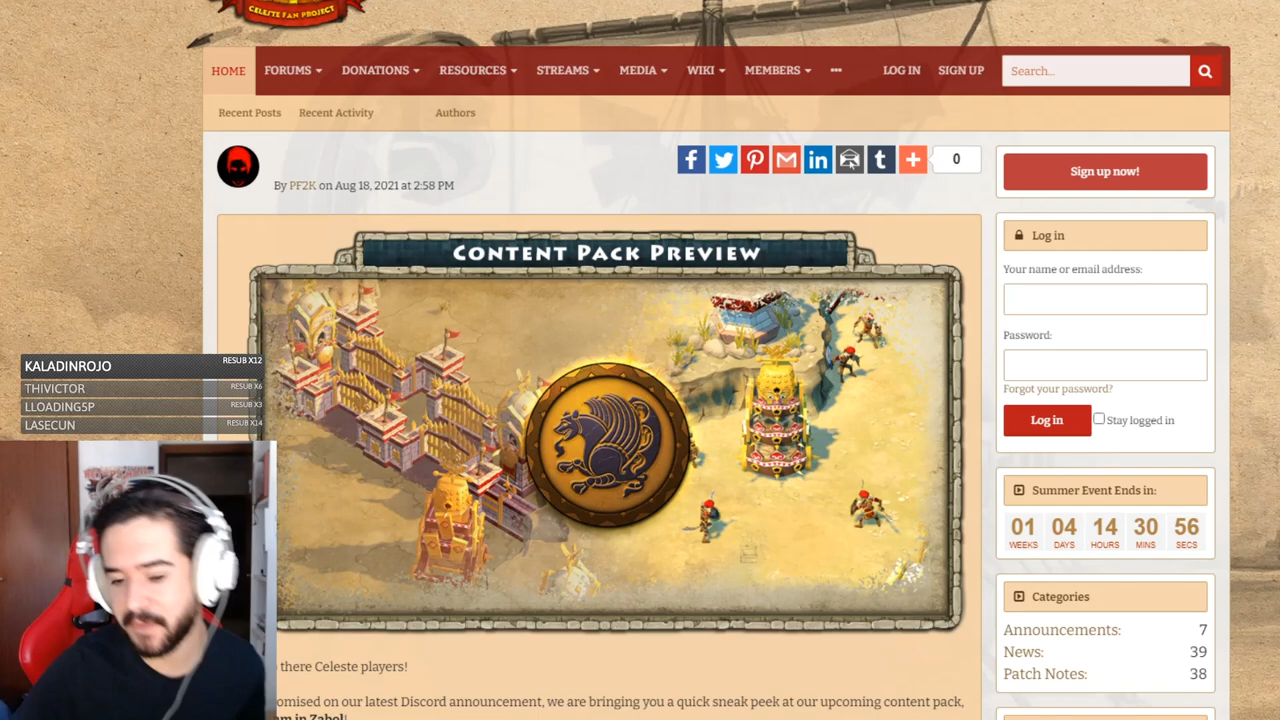 CELESTE FAN PROJECT
HOME FORUMS DONATIONS RESOURCES STREAMS MEDIA WIKI MEMBERS ••• LOG IN SIGN UP Search...
Recent Posts Recent Activity Authors
f t + 0
By PF2K on Aug 18, 2021 at 2:58 PM
Sign up now!
CONTENT PACK PREVIEW
Log in
Your name or email address:
Password:
Forgot your password?
Log in Stay logged in
KALADINROJO RESUB X12
THIVICTOR RESUB X6
LLOADING5P RESUB X3
LASECUN RESUB X14
Summer Event Ends in:
01 04 14 30 56
WEEKS DAYS HOURS MINS SECS
Categories
Announcements: 7
News: 39
Patch Notes: 38
there Celeste players!
omised on our latest Discord announcement, we are bringing you a quick sneak peek at our upcoming content pack,
am in Zabol!